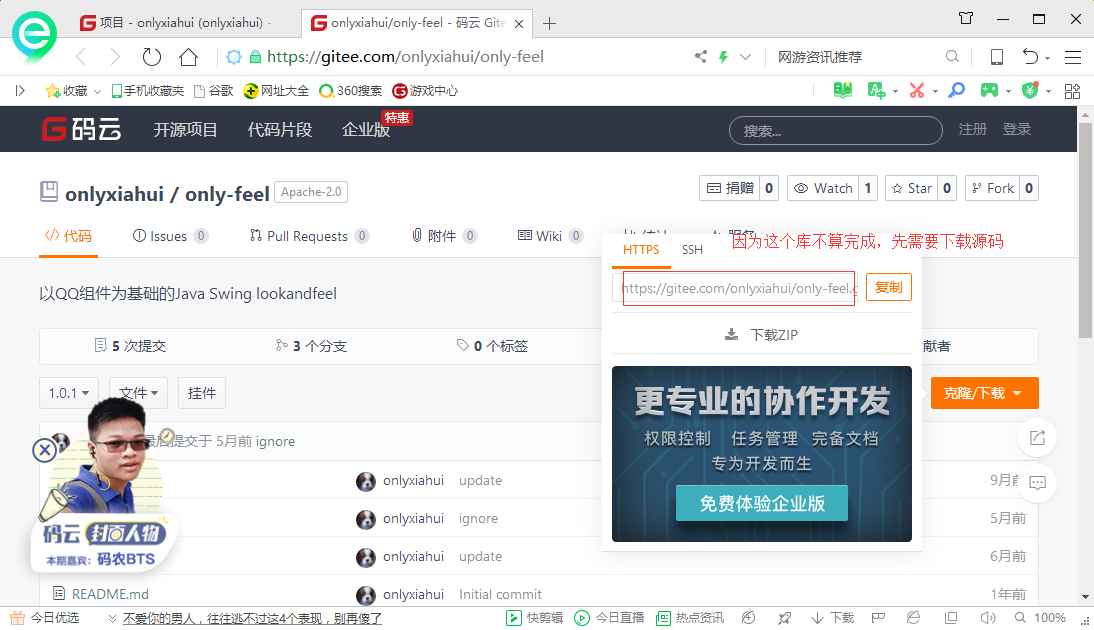 项目 - onlyxiahui (onlyxiahui) -
onlyxiahui/only-feel - 码云 Gite
https://gitee.com/onlyxiahui/only-feel
网游资讯推荐
收藏 手机收藏夹 谷歌 网址大全 360搜索 游戏中心
码云 开源项目 代码片段 企业版 特惠
搜索...
注册 登录
onlyxiahui / only-feel Apache-2.0
捐赠 0 Watch 1 Star 0 Fork 0
代码 Issues 0 Pull Requests 0 附件 0 Wiki 0
因为这个库不算完成，先需要下载源码
HTTPS SSH
以QQ组件为基础的Java Swing lookandfeel
https://gitee.com/onlyxiahui/only-feel.g
复制
下载ZIP
5 次提交 3 个分支 0 个标签 献者
1.0.1 文件 挂件 克隆/下载
更专业的协作开发
权限控制 任务管理 完备文档
专为开发而生
免费体验企业版
最后提交于 5月前 ignore
onlyxiahui update 9月前
onlyxiahui ignore 5月前
onlyxiahui update 6月前
README.md onlyxiahui Initial commit 1年前
码云 封面人物
本期嘉宾：码农BTS
今日优选 不爱你的男人，往往逃不过这4个表现，别再傻了 快剪辑 今日直播 热点资讯 下载 100%